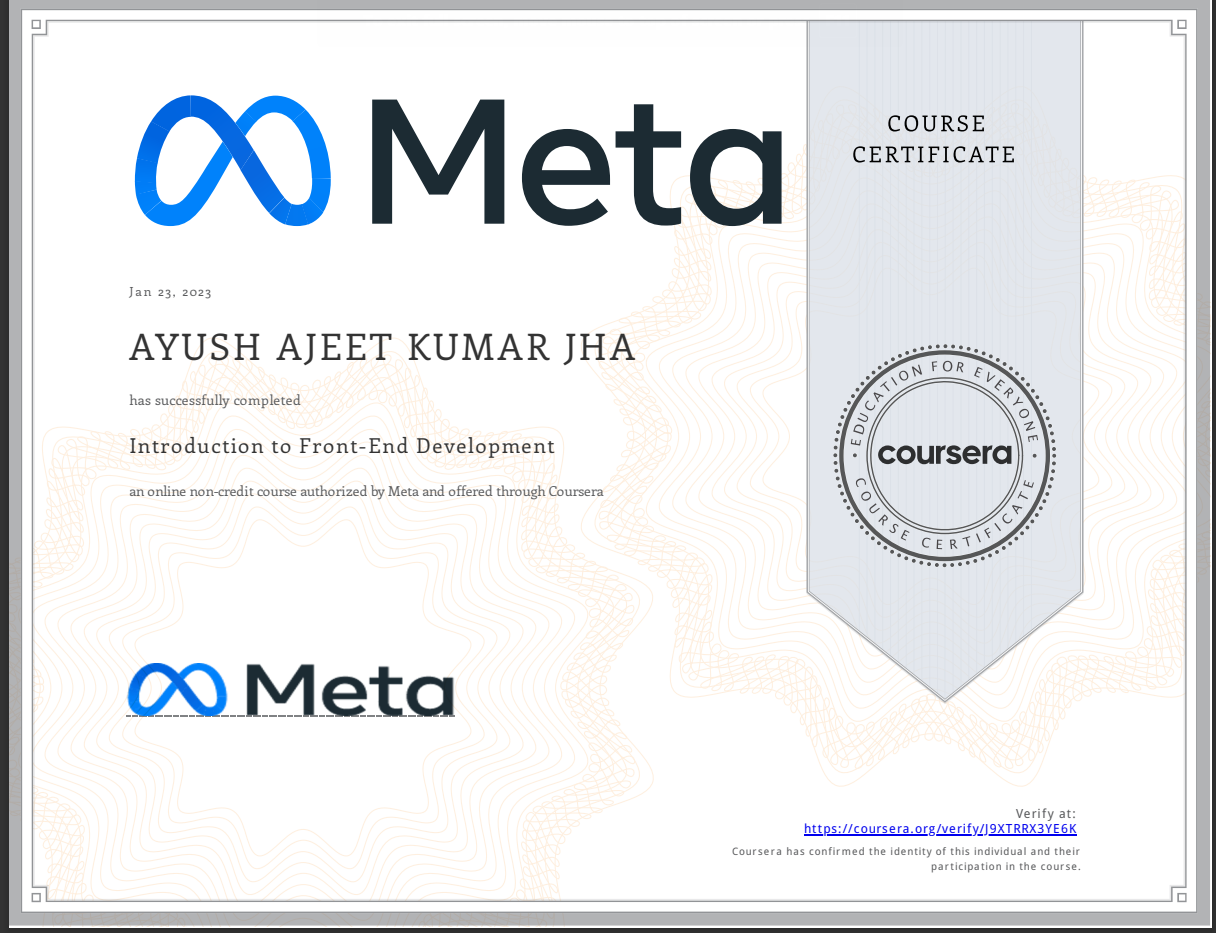 Meta
COURSE
CERTIFICATE
Jan 23, 2023
AYUSH AJEET KUMAR JHA
has successfully completed
Introduction to Front-End Development
an online non-credit course authorized by Meta and offered through Coursera
EDUCATION FOR EVERYONE
coursera
COURSE CERTIFICATE
Meta
Verify at:
https://coursera.org/verify/J9XTRRX3YE6K
Coursera has confirmed the identity of this individual and their
participation in the course.